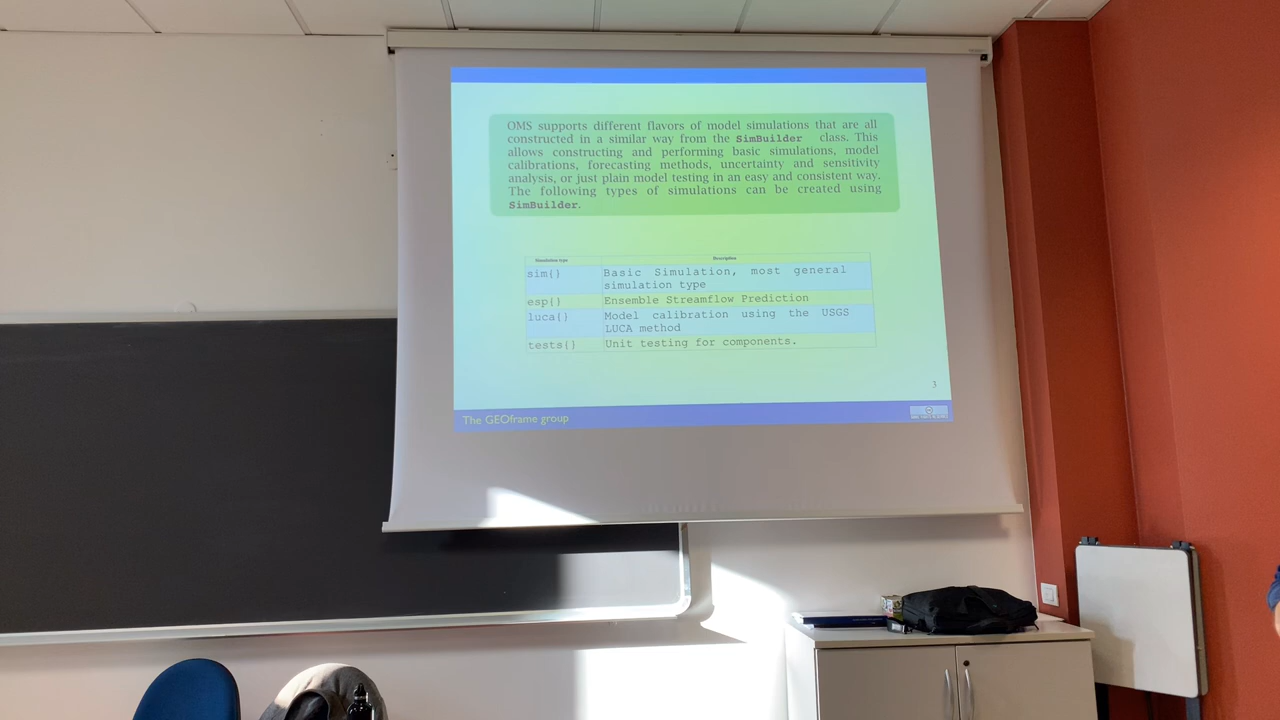 OMS supports different flavors of model simulations that are all
constructed in a similar way from the SimBuilder class. This
allows constructing and performing basic simulations, model
calibrations, forecasting methods, uncertainty and sensitivity
analysis, or just plain model testing in an easy and consistent way.
The following types of simulations can be created using
SimBuilder.
Simulation type Description
sim{} Basic Simulation, most general
simulation type
esp{} Ensemble Streamflow Prediction
luca{} Model calibration using the USGS
LUCA method
tests{} Unit testing for components.
3
The GEOframe group